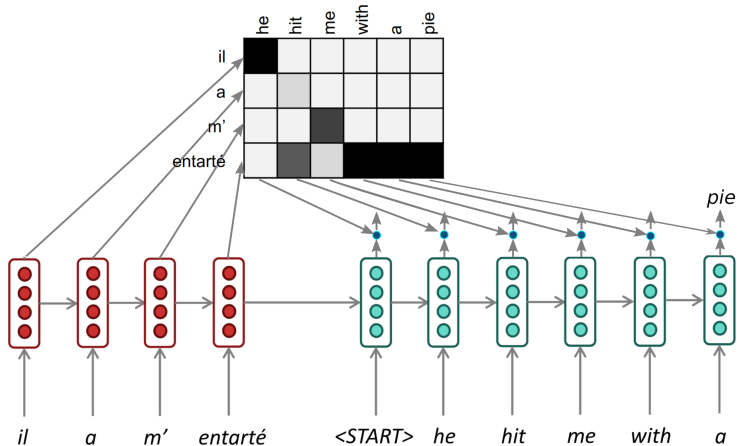 he hit me with a pie
il
a
m'
entarté
pie
il a m' entarté <START> he hit me with a